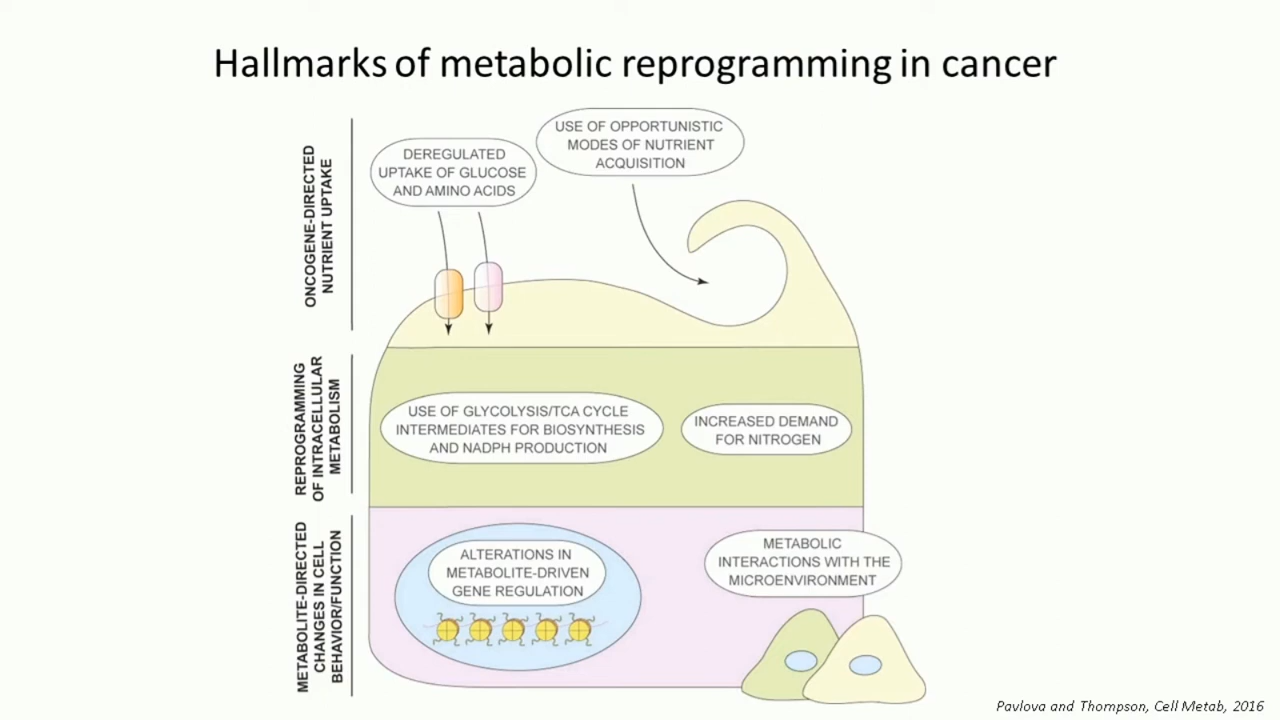 Hallmarks of metabolic reprogramming in cancer
ONCOGENE-DIRECTED
NUTRIENT UPTAKE
DEREGULATED
UPTAKE OF GLUCOSE
AND AMINO ACIDS
USE OF OPPORTUNISTIC
MODES OF NUTRIENT
ACQUISITION
REPROGRAMMING
OF INTRACELLULAR
METABOLISM
USE OF GLYCOLYSIS/TCA CYCLE
INTERMEDIATES FOR BIOSYNTHESIS
AND NADPH PRODUCTION
INCREASED DEMAND
FOR NITROGEN
METABOLITE-DIRECTED
CHANGES IN CELL
BEHAVIOR/FUNCTION
ALTERATIONS IN
METABOLITE-DRIVEN
GENE REGULATION
METABOLIC
INTERACTIONS WITH THE
MICROENVIRONMENT
Pavlova and Thompson, Cell Metab, 2016